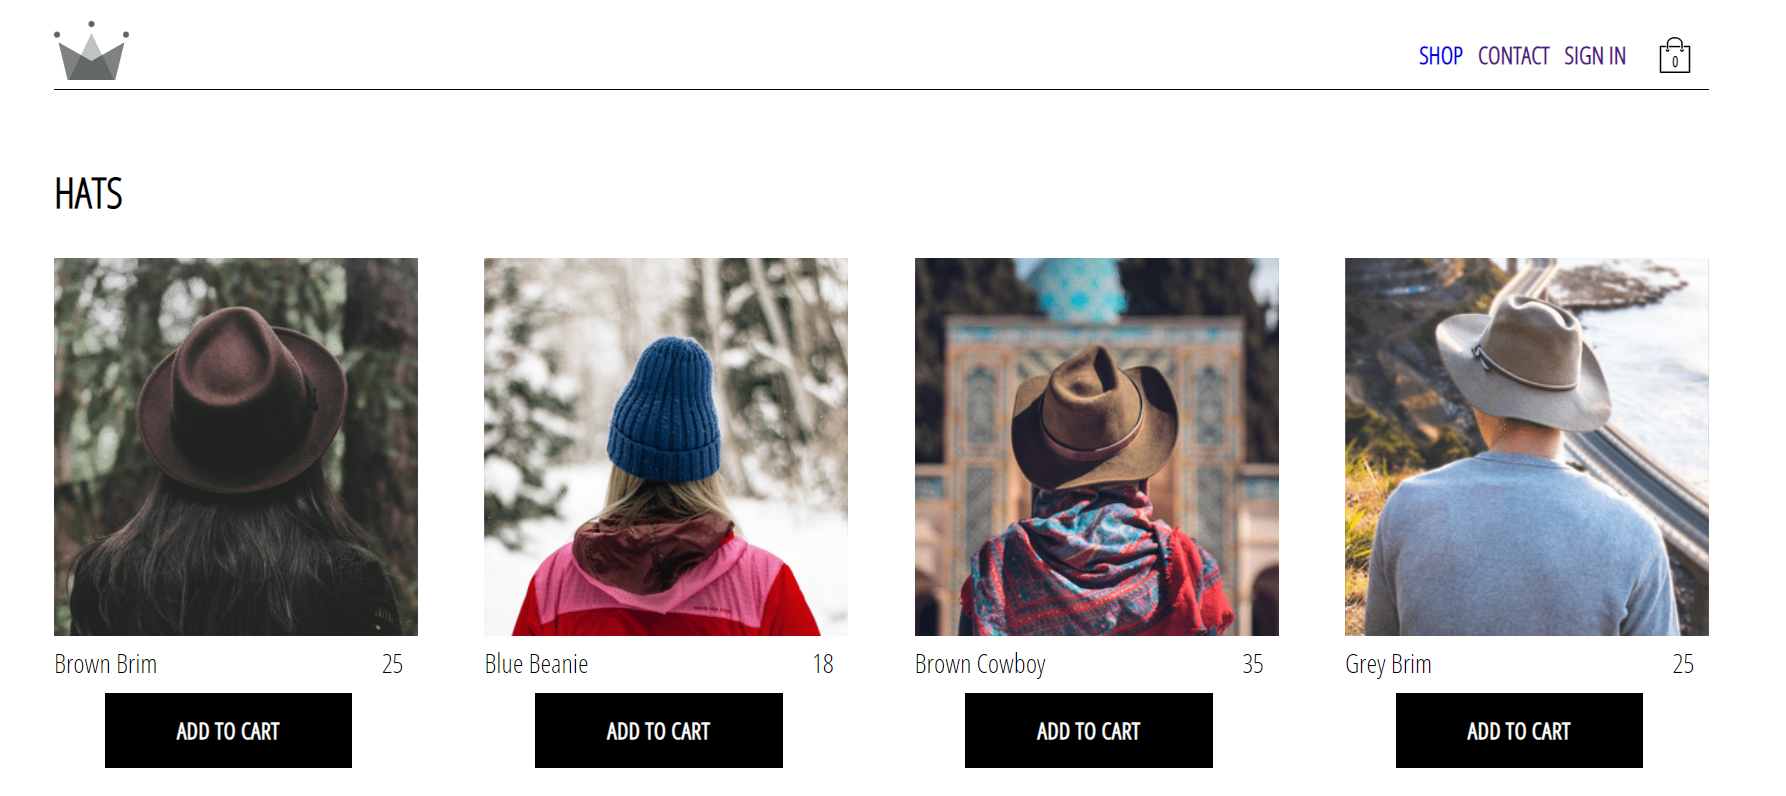 SHOP CONTACT SIGN IN 0
HATS
Brown Brim 25
Blue Beanie 18
Brown Cowboy 35
Grey Brim 25
ADD TO CART
ADD TO CART
ADD TO CART
ADD TO CART